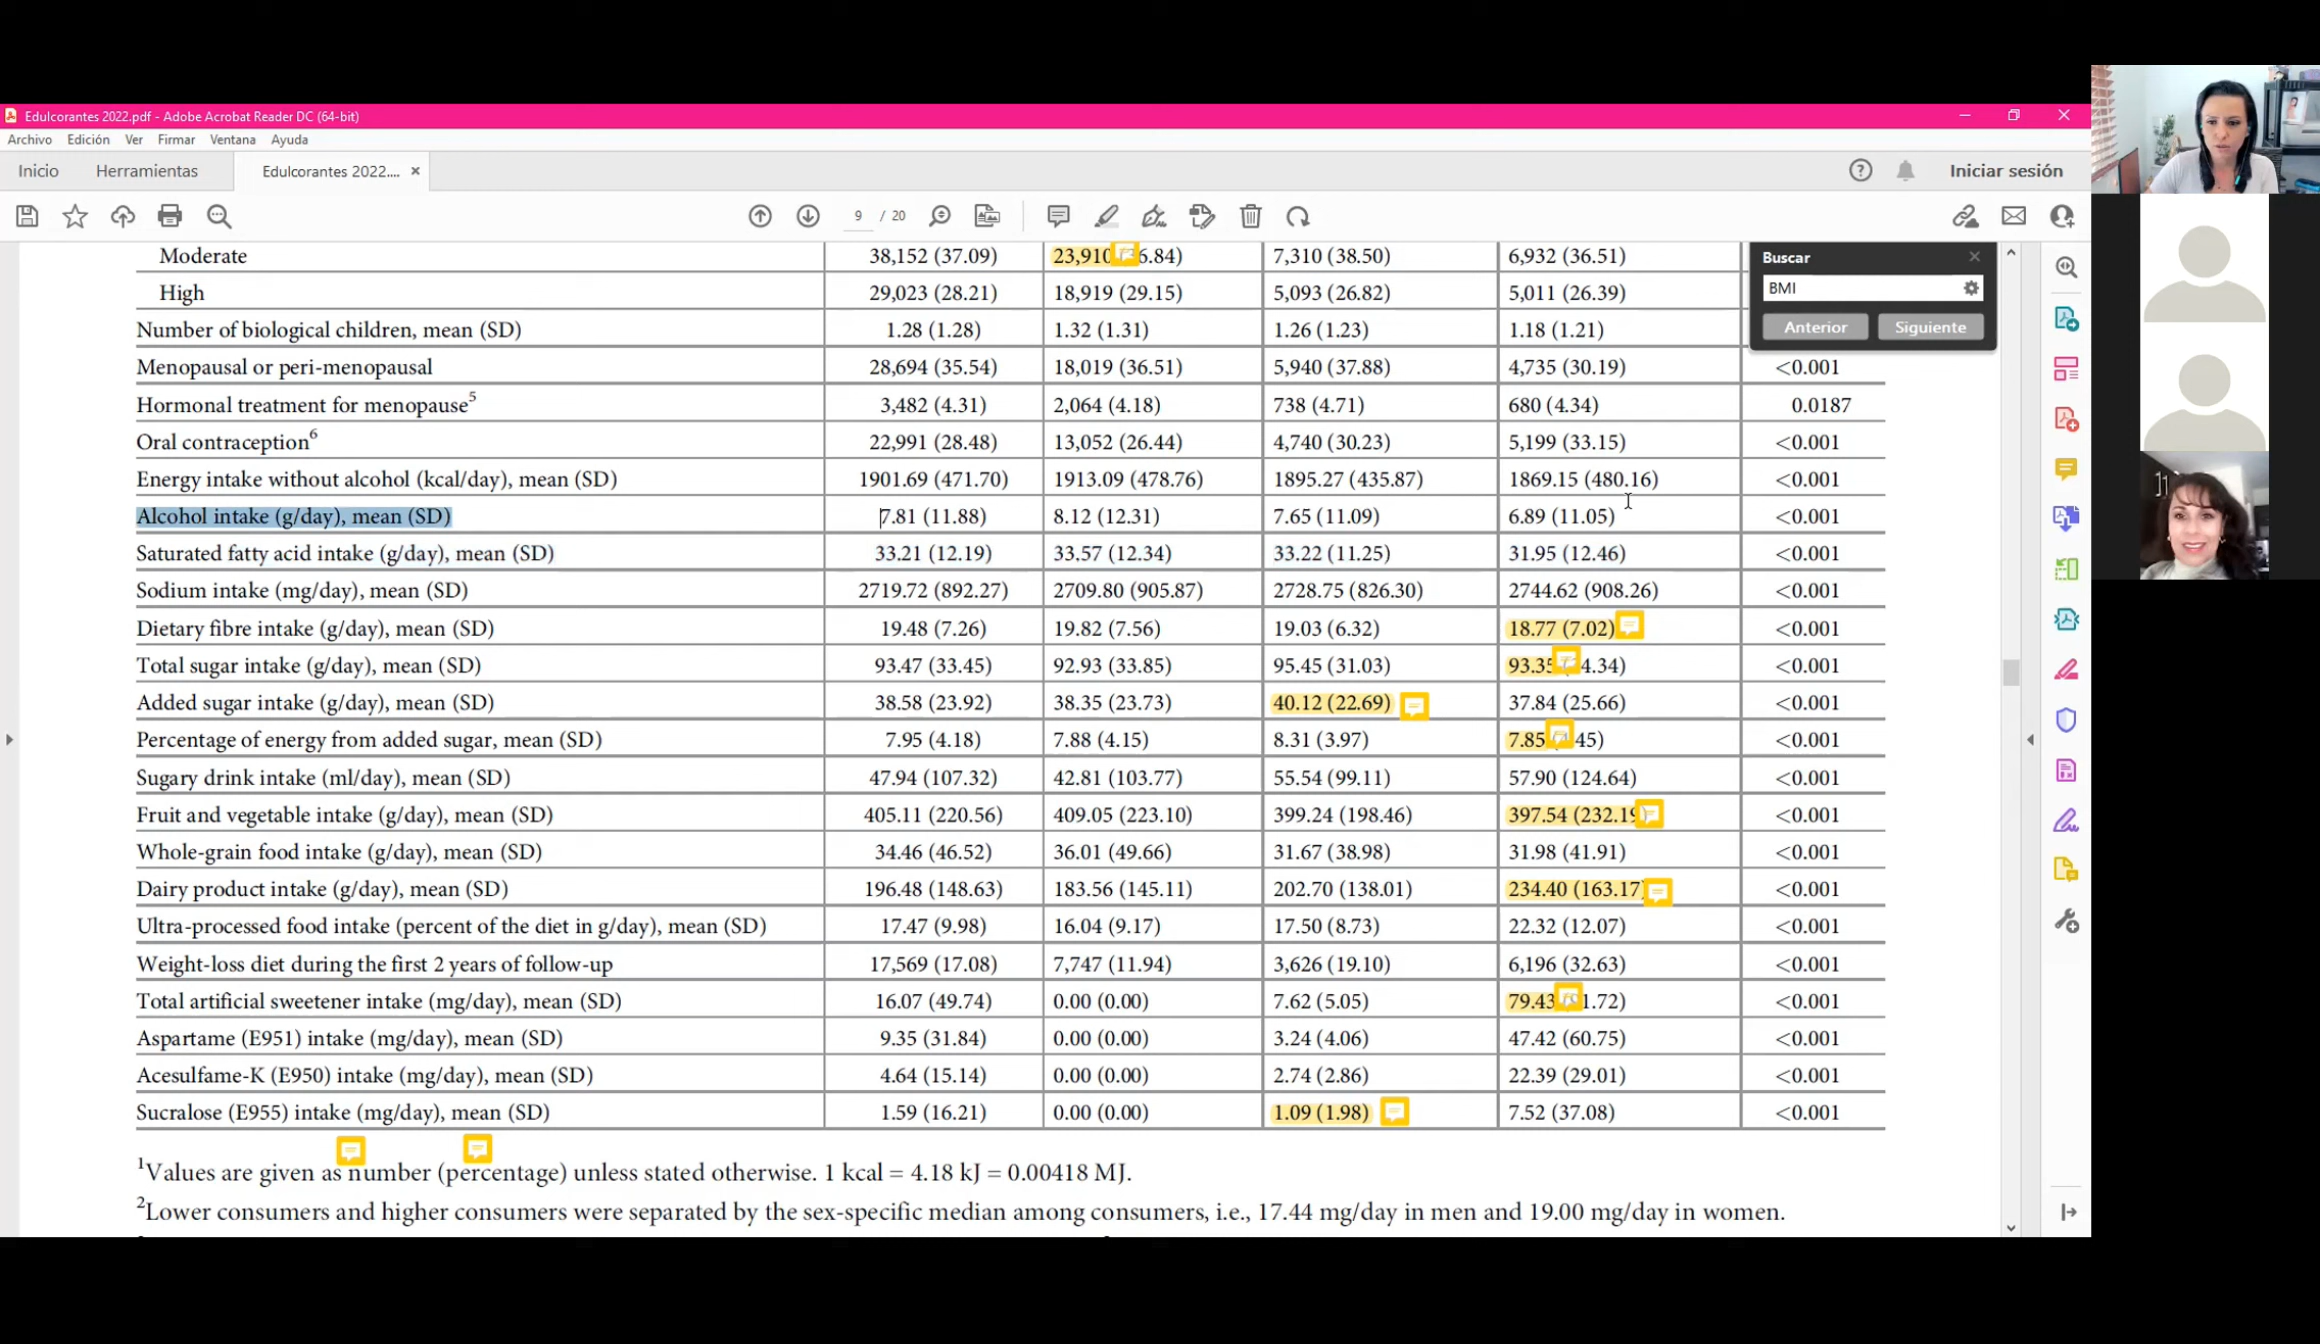 Edulcorantes 2022.pdf - Adobe Acrobat Reader DC (64-bit)
Archivo Edición Ver Firmar Ventana Ayuda
Inicio Herramientas Edulcorantes 2022.... × Iniciar sesión
9 / 20
Buscar
BMI
Anterior Siguiente
Moderate 38,152 (37.09) 23,910 6.84) 7,310 (38.50) 6,932 (36.51)
High 29,023 (28.21) 18,919 (29.15) 5,093 (26.82) 5,011 (26.39)
Number of biological children, mean (SD) 1.28 (1.28) 1.32 (1.31) 1.26 (1.23) 1.18 (1.21)
Menopausal or peri-menopausal 28,694 (35.54) 18,019 (36.51) 5,940 (37.88) 4,735 (30.19) <0.001
Hormonal treatment for menopause5 3,482 (4.31) 2,064 (4.18) 738 (4.71) 680 (4.34) 0.0187
Oral contraception6 22,991 (28.48) 13,052 (26.44) 4,740 (30.23) 5,199 (33.15) <0.001
Energy intake without alcohol (kcal/day), mean (SD) 1901.69 (471.70) 1913.09 (478.76) 1895.27 (435.87) 1869.15 (480.16) <0.001
Alcohol intake (g/day), mean (SD) 7.81 (11.88) 8.12 (12.31) 7.65 (11.09) 6.89 (11.05) <0.001
Saturated fatty acid intake (g/day), mean (SD) 33.21 (12.19) 33.57 (12.34) 33.22 (11.25) 31.95 (12.46) <0.001
Sodium intake (mg/day), mean (SD) 2719.72 (892.27) 2709.80 (905.87) 2728.75 (826.30) 2744.62 (908.26) <0.001
Dietary fibre intake (g/day), mean (SD) 19.48 (7.26) 19.82 (7.56) 19.03 (6.32) 18.77 (7.02) <0.001
Total sugar intake (g/day), mean (SD) 93.47 (33.45) 92.93 (33.85) 95.45 (31.03) 93.35 4.34) <0.001
Added sugar intake (g/day), mean (SD) 38.58 (23.92) 38.35 (23.73) 40.12 (22.69) 37.84 (25.66) <0.001
Percentage of energy from added sugar, mean (SD) 7.95 (4.18) 7.88 (4.15) 8.31 (3.97) 7.85 45) <0.001
Sugary drink intake (ml/day), mean (SD) 47.94 (107.32) 42.81 (103.77) 55.54 (99.11) 57.90 (124.64) <0.001
Fruit and vegetable intake (g/day), mean (SD) 405.11 (220.56) 409.05 (223.10) 399.24 (198.46) 397.54 (232.19 <0.001
Whole-grain food intake (g/day), mean (SD) 34.46 (46.52) 36.01 (49.66) 31.67 (38.98) 31.98 (41.91) <0.001
Dairy product intake (g/day), mean (SD) 196.48 (148.63) 183.56 (145.11) 202.70 (138.01) 234.40 (163.17) <0.001
Ultra-processed food intake (percent of the diet in g/day), mean (SD) 17.47 (9.98) 16.04 (9.17) 17.50 (8.73) 22.32 (12.07) <0.001
Weight-loss diet during the first 2 years of follow-up 17,569 (17.08) 7,747 (11.94) 3,626 (19.10) 6,196 (32.63) <0.001
Total artificial sweetener intake (mg/day), mean (SD) 16.07 (49.74) 0.00 (0.00) 7.62 (5.05) 79.43 1.72) <0.001
Aspartame (E951) intake (mg/day), mean (SD) 9.35 (31.84) 0.00 (0.00) 3.24 (4.06) 47.42 (60.75) <0.001
Acesulfame-K (E950) intake (mg/day), mean (SD) 4.64 (15.14) 0.00 (0.00) 2.74 (2.86) 22.39 (29.01) <0.001
Sucralose (E955) intake (mg/day), mean (SD) 1.59 (16.21) 0.00 (0.00) 1.09 (1.98) 7.52 (37.08) <0.001
1Values are given as number (percentage) unless stated otherwise. 1 kcal = 4.18 kJ = 0.00418 MJ.
2Lower consumers and higher consumers were separated by the sex-specific median among consumers, i.e., 17.44 mg/day in men and 19.00 mg/day in women.